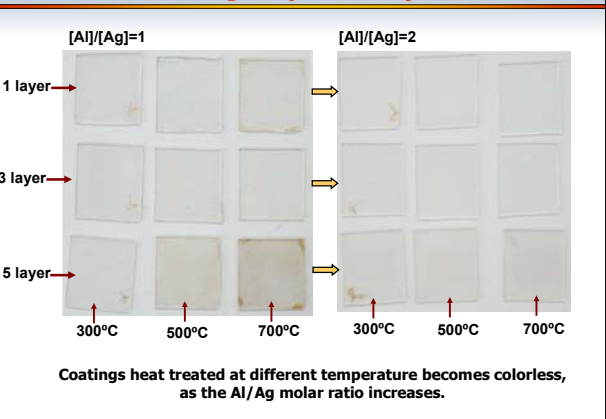 [Al]/[Ag]=1
[Al]/[Ag]=2
1 layer
3 layer
5 layer
300ºC
500ºC
700ºC
300ºC
500ºC
700ºC
Coatings heat treated at different temperature becomes colorless,
as the Al/Ag molar ratio increases.